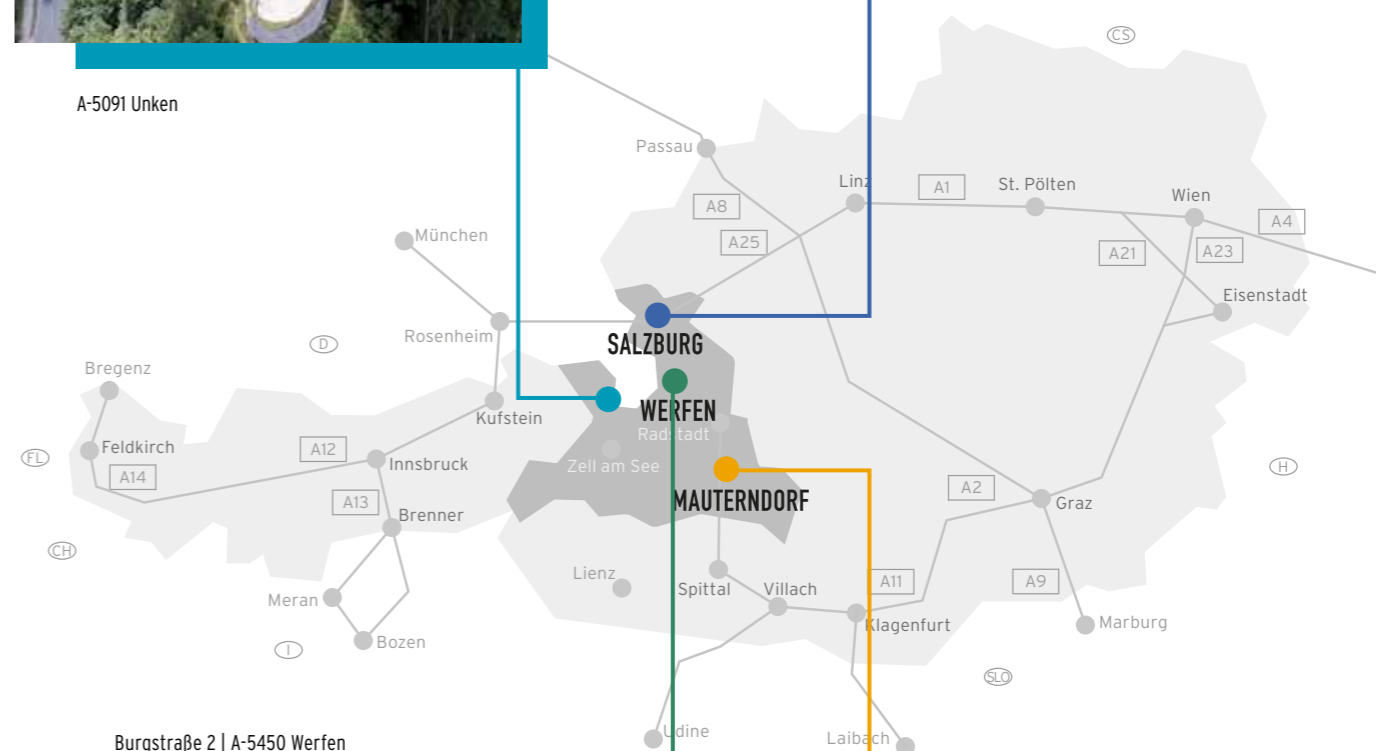 CS
A-5091 Unken
Passau
Linz
A1
St. Pölten
Wien
A8
A4
A25
München
A21
A23
Eisenstadt
Rosenheim
D
SALZBURG
Bregenz
WERFEN
Kufstein
Radstadt
Feldkirch
A12
FL
Innsbruck
Zell am See
H
A14
A13
MAUTERNDORF
A2
Graz
Brenner
CH
Lienz
Spittal
Villach
A11
A9
Meran
Klagenfurt
Marburg
Bozen
I
SLO
Udine
Laibach
Burgstraße 2 | A-5450 Werfen